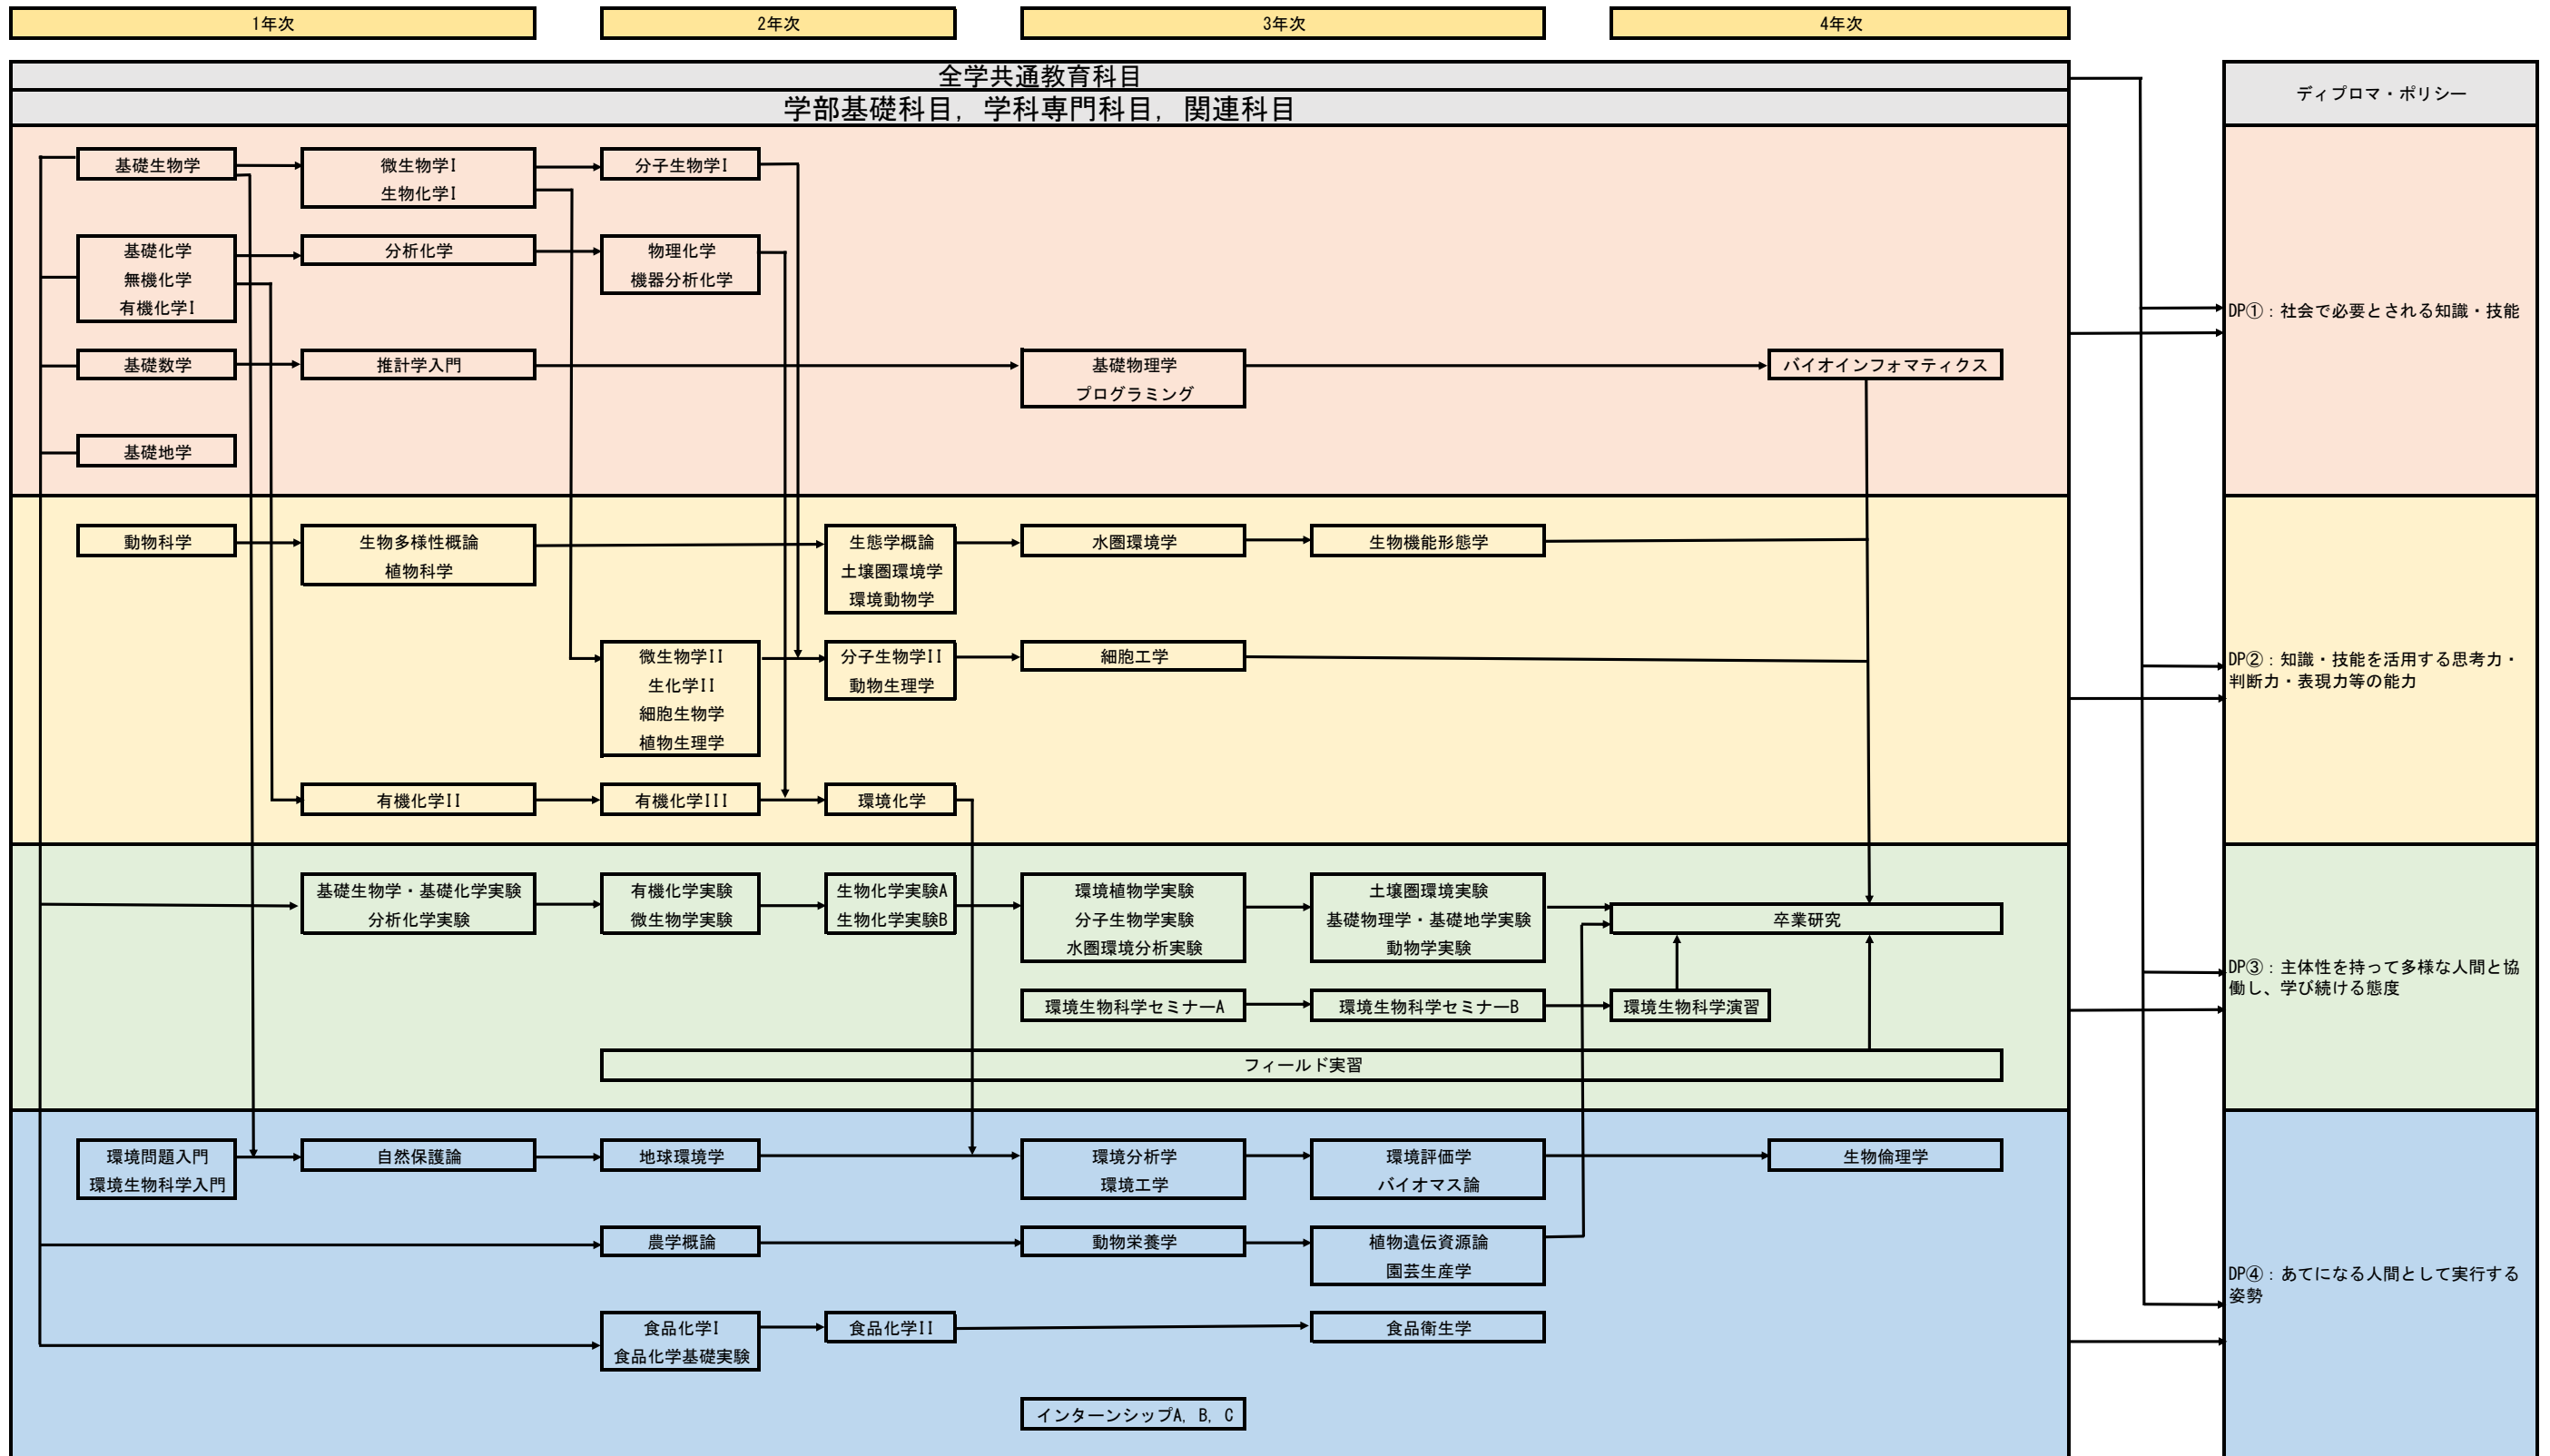 1年次
2年次
3年次
4年次
全学共通教育科目
学部基礎科目, 学科専門科目, 関連科目
ディプロマ・ポリシー
基礎生物学
微生物学I
生物化学I
分子生物学I
基礎化学
無機化学
有機化学I
分析化学
物理化学
機器分析化学
基礎数学
推計学入門
基礎物理学
プログラミング
バイオインフォマティクス
基礎地学
DP①：社会で必要とされる知識・技能
動物科学
生物多様性概論
植物科学
生態学概論
土壌圏環境学
環境動物学
水圏環境学
生物機能形態学
微生物学II
生化学II
細胞生物学
植物生理学
分子生物学II
動物生理学
細胞工学
有機化学II
有機化学III
環境化学
DP②：知識・技能を活用する思考力・
判断力・表現力等の能力
基礎生物学・基礎化学実験
分析化学実験
有機化学実験
微生物学実験
生物化学実験A
生物化学実験B
環境植物学実験
分子生物学実験
水圏環境分析実験
土壌圏環境実験
基礎物理学・基礎地学実験
動物学実験
卒業研究
環境生物科学セミナーA
環境生物科学セミナーB
環境生物科学演習
フィールド実習
DP③：主体性を持って多様な人間と協
働し、学び続ける態度
環境問題入門
環境生物科学入門
自然保護論
地球環境学
環境分析学
環境工学
環境評価学
バイオマス論
生物倫理学
農学概論
動物栄養学
植物遺伝資源論
園芸生産学
食品化学I
食品化学基礎実験
食品化学II
食品衛生学
インターンシップA, B, C
DP④：あてになる人間として実行する
姿勢